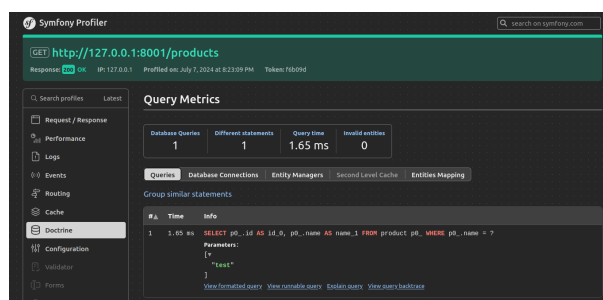 Symfony Profiler
search on symfony.com
GET http://127.0.0.1:8001/products
Response: 200 OK IP: 127.0.0.1 Profiled on: July 7, 2024 at 8:23:09 PM Token: f6b09d
Search profiles Latest
Request / Response
Performance
Logs
Events
Routing
Cache
Doctrine
Configuration
Validator
Forms
Query Metrics
Database Queries Different statements Query time Invalid entities
1 1 1.65 ms 0
Queries Database Connections Entity Managers Second Level Cache Entities Mapping
Group similar statements
#▲ Time Info
1 1.65 ms SELECT p0_.id AS id_0, p0_.name AS name_1 FROM product p0_ WHERE p0_.name = ?
Parameters:
[▼
"test"
]
View formatted query View runnable query Explain query View query backtrace